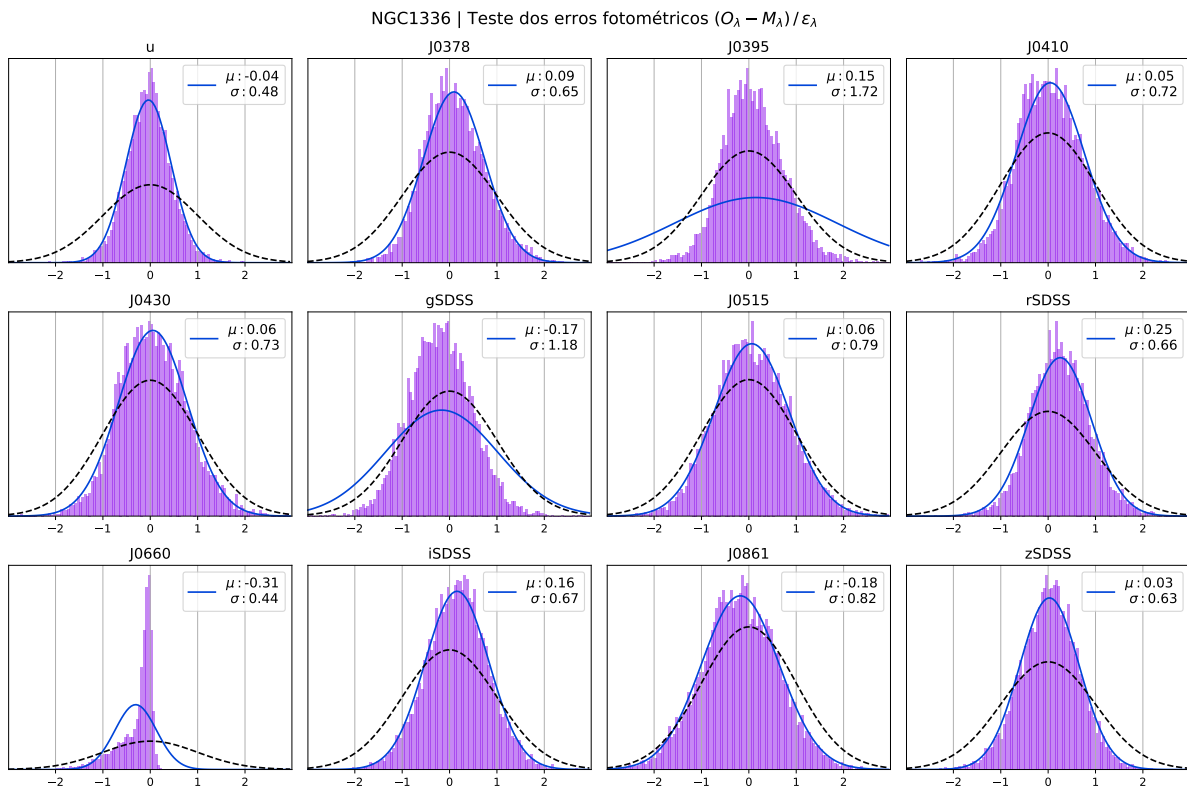 NGC1336 | Teste dos erros fotométricos (Oλ − Mλ) / ελ
u
μ : -0.04
σ : 0.48
−2 −1 0 1 2
J0378
μ : 0.09
σ : 0.65
−2 −1 0 1 2
J0395
μ : 0.15
σ : 1.72
−2 −1 0 1 2
J0410
μ : 0.05
σ : 0.72
−2 −1 0 1 2
J0430
μ : 0.06
σ : 0.73
−2 −1 0 1 2
gSDSS
μ : -0.17
σ : 1.18
−2 −1 0 1 2
J0515
μ : 0.06
σ : 0.79
−2 −1 0 1 2
rSDSS
μ : 0.25
σ : 0.66
−2 −1 0 1 2
J0660
μ : -0.31
σ : 0.44
−2 −1 0 1 2
iSDSS
μ : 0.16
σ : 0.67
−2 −1 0 1 2
J0861
μ : -0.18
σ : 0.82
−2 −1 0 1 2
zSDSS
μ : 0.03
σ : 0.63
−2 −1 0 1 2